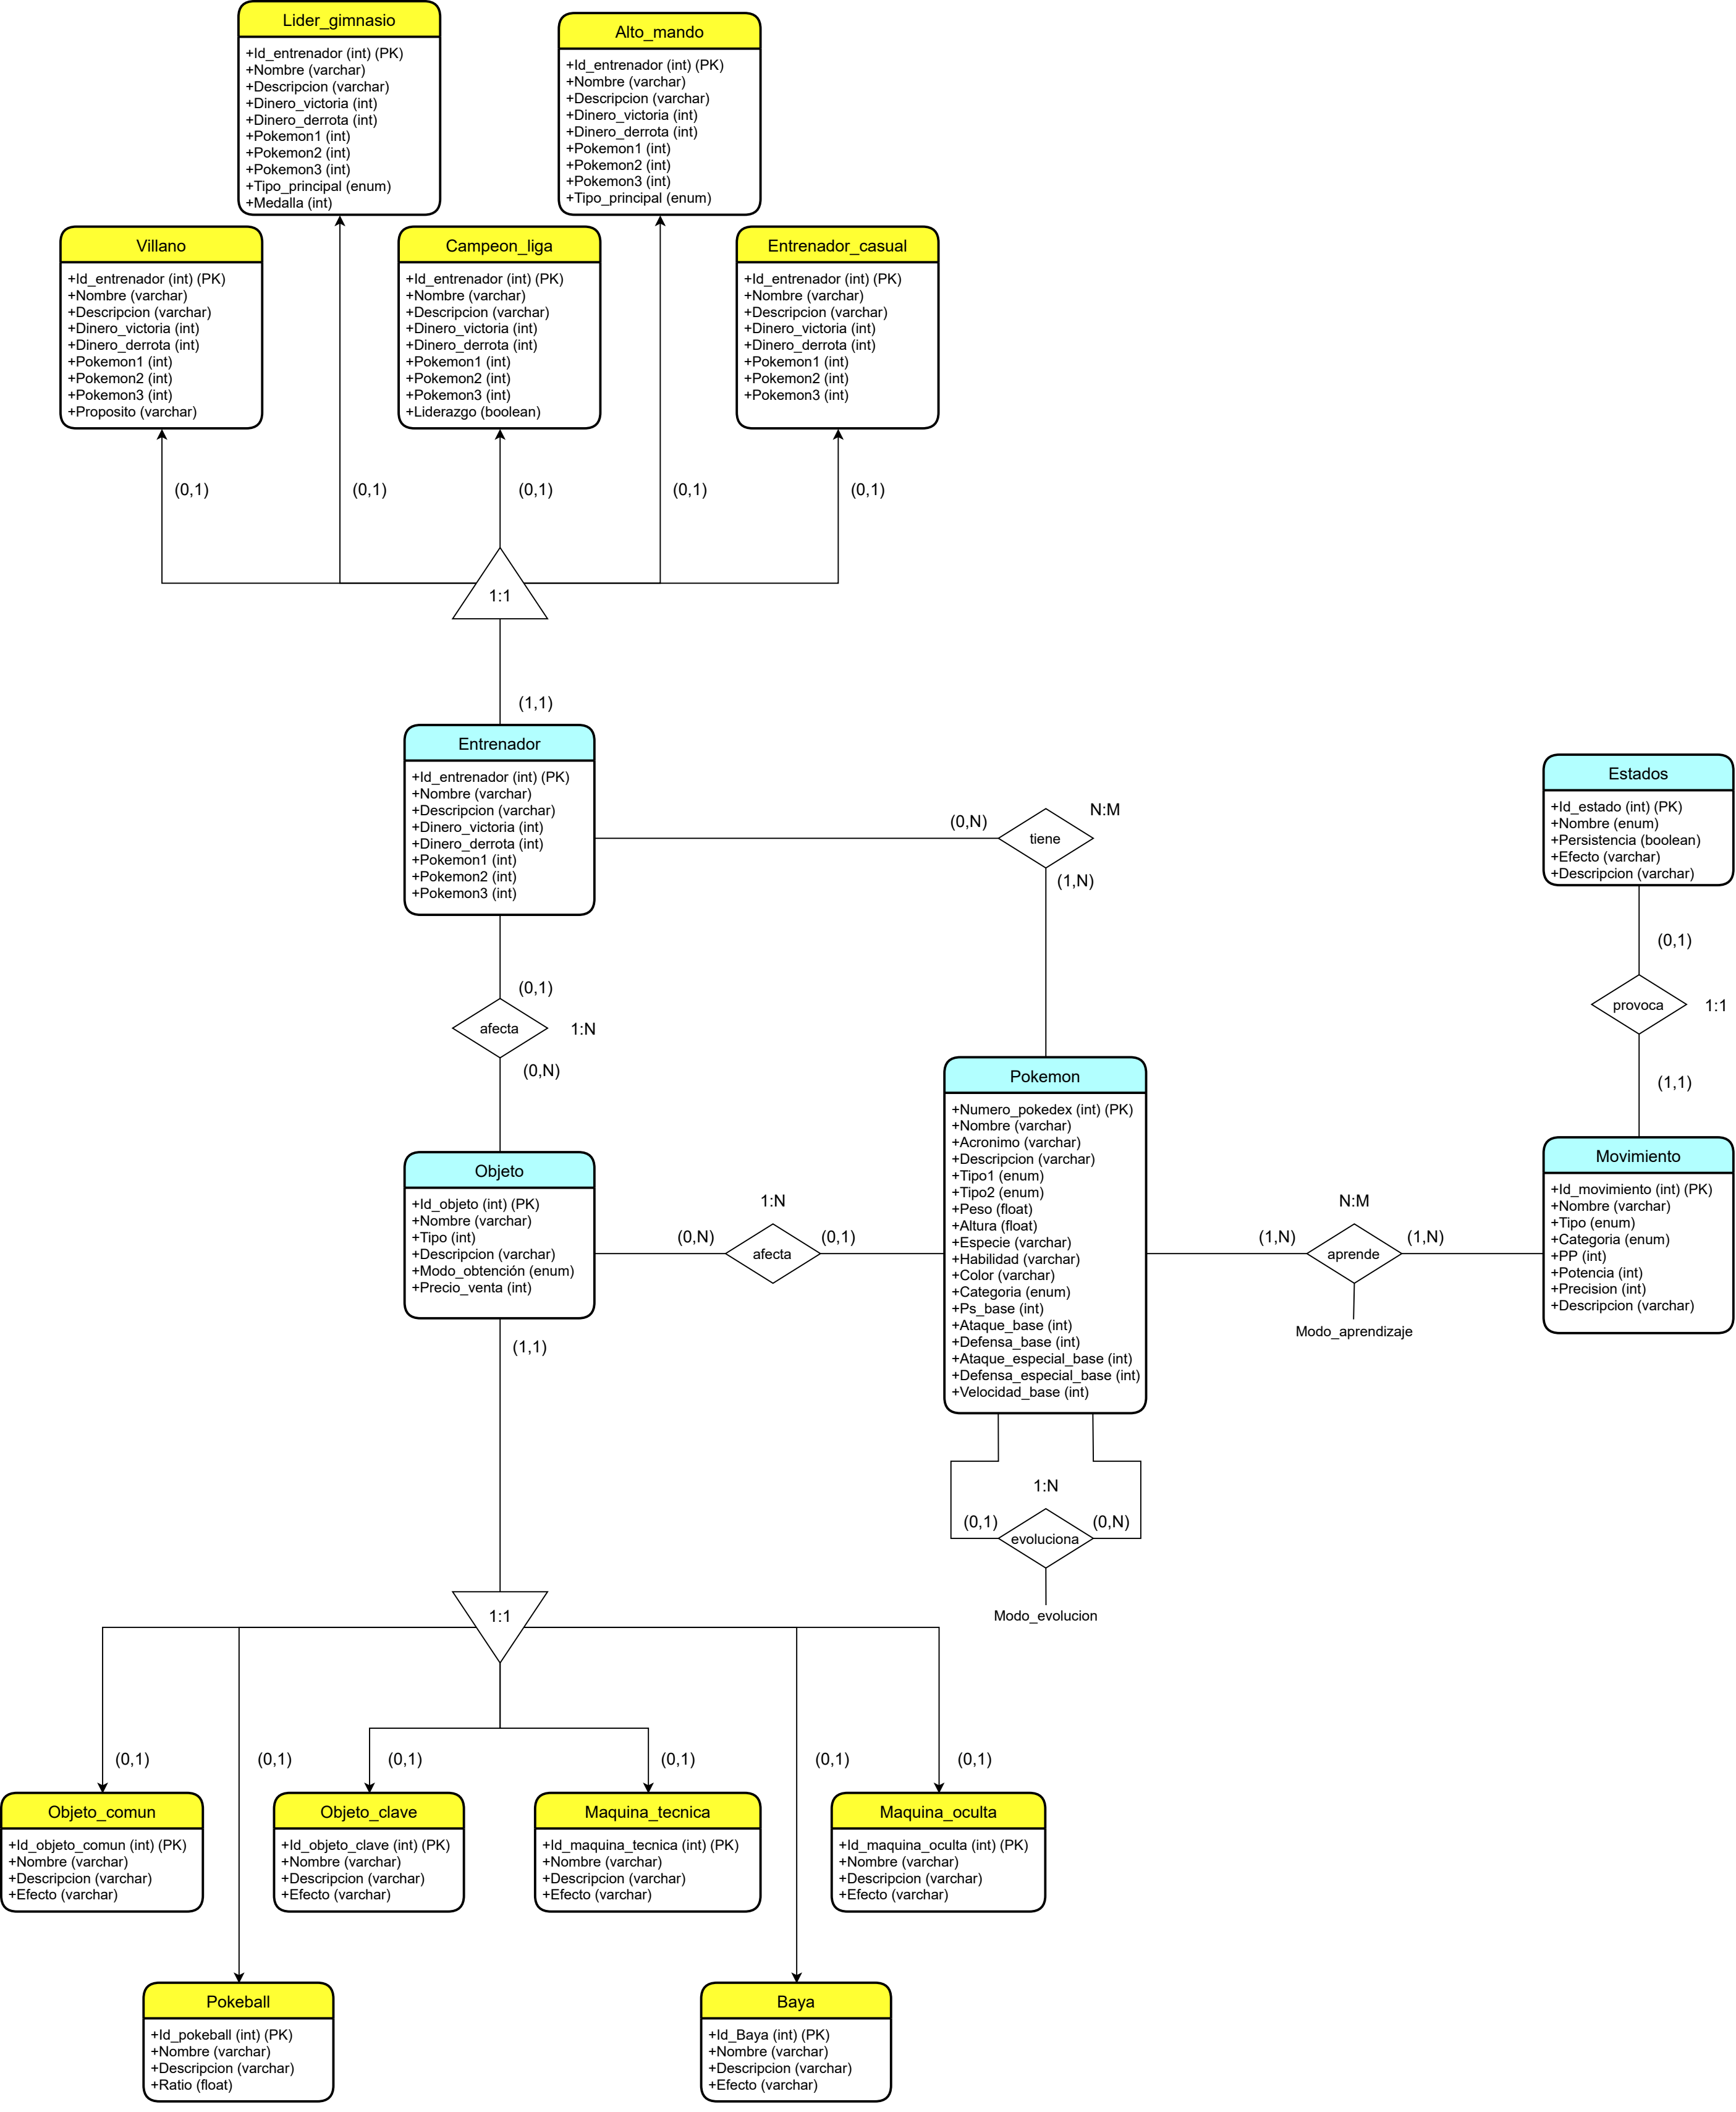 Lider_gimnasio
+Id_entrenador (int) (PK)
+Nombre (varchar)
+Descripcion (varchar)
+Dinero_victoria (int)
+Dinero_derrota (int)
+Pokemon1 (int)
+Pokemon2 (int)
+Pokemon3 (int)
+Tipo_principal (enum)
+Medalla (int)
Alto_mando
+Id_entrenador (int) (PK)
+Nombre (varchar)
+Descripcion (varchar)
+Dinero_victoria (int)
+Dinero_derrota (int)
+Pokemon1 (int)
+Pokemon2 (int)
+Pokemon3 (int)
+Tipo_principal (enum)
Villano
+Id_entrenador (int) (PK)
+Nombre (varchar)
+Descripcion (varchar)
+Dinero_victoria (int)
+Dinero_derrota (int)
+Pokemon1 (int)
+Pokemon2 (int)
+Pokemon3 (int)
+Proposito (varchar)
Campeon_liga
+Id_entrenador (int) (PK)
+Nombre (varchar)
+Descripcion (varchar)
+Dinero_victoria (int)
+Dinero_derrota (int)
+Pokemon1 (int)
+Pokemon2 (int)
+Pokemon3 (int)
+Liderazgo (boolean)
Entrenador_casual
+Id_entrenador (int) (PK)
+Nombre (varchar)
+Descripcion (varchar)
+Dinero_victoria (int)
+Dinero_derrota (int)
+Pokemon1 (int)
+Pokemon2 (int)
+Pokemon3 (int)
(0,1)
(0,1)
(0,1)
(0,1)
(0,1)
1:1
(1,1)
Entrenador
+Id_entrenador (int) (PK)
+Nombre (varchar)
+Descripcion (varchar)
+Dinero_victoria (int)
+Dinero_derrota (int)
+Pokemon1 (int)
+Pokemon2 (int)
+Pokemon3 (int)
(0,N)
tiene
N:M
(1,N)
Estados
+Id_estado (int) (PK)
+Nombre (enum)
+Persistencia (boolean)
+Efecto (varchar)
+Descripcion (varchar)
(0,1)
provoca
1:1
(1,1)
(0,1)
afecta
1:N
(0,N)
Objeto
+Id_objeto (int) (PK)
+Nombre (varchar)
+Tipo (int)
+Descripcion (varchar)
+Modo_obtención (enum)
+Precio_venta (int)
1:N
(0,N)
afecta
(0,1)
Pokemon
+Numero_pokedex (int) (PK)
+Nombre (varchar)
+Acronimo (varchar)
+Descripcion (varchar)
+Tipo1 (enum)
+Tipo2 (enum)
+Peso (float)
+Altura (float)
+Especie (varchar)
+Habilidad (varchar)
+Color (varchar)
+Categoria (enum)
+Ps_base (int)
+Ataque_base (int)
+Defensa_base (int)
+Ataque_especial_base (int)
+Defensa_especial_base (int)
+Velocidad_base (int)
N:M
(1,N)
aprende
(1,N)
Modo_aprendizaje
Movimiento
+Id_movimiento (int) (PK)
+Nombre (varchar)
+Tipo (enum)
+Categoria (enum)
+PP (int)
+Potencia (int)
+Precision (int)
+Descripcion (varchar)
(1,1)
1:N
(0,1)
evoluciona
(0,N)
Modo_evolucion
1:1
(0,1)
(0,1)
(0,1)
(0,1)
(0,1)
(0,1)
Objeto_comun
+Id_objeto_comun (int) (PK)
+Nombre (varchar)
+Descripcion (varchar)
+Efecto (varchar)
Objeto_clave
+Id_objeto_clave (int) (PK)
+Nombre (varchar)
+Descripcion (varchar)
+Efecto (varchar)
Maquina_tecnica
+Id_maquina_tecnica (int) (PK)
+Nombre (varchar)
+Descripcion (varchar)
+Efecto (varchar)
Maquina_oculta
+Id_maquina_oculta (int) (PK)
+Nombre (varchar)
+Descripcion (varchar)
+Efecto (varchar)
Pokeball
+Id_pokeball (int) (PK)
+Nombre (varchar)
+Descripcion (varchar)
+Ratio (float)
Baya
+Id_Baya (int) (PK)
+Nombre (varchar)
+Descripcion (varchar)
+Efecto (varchar)